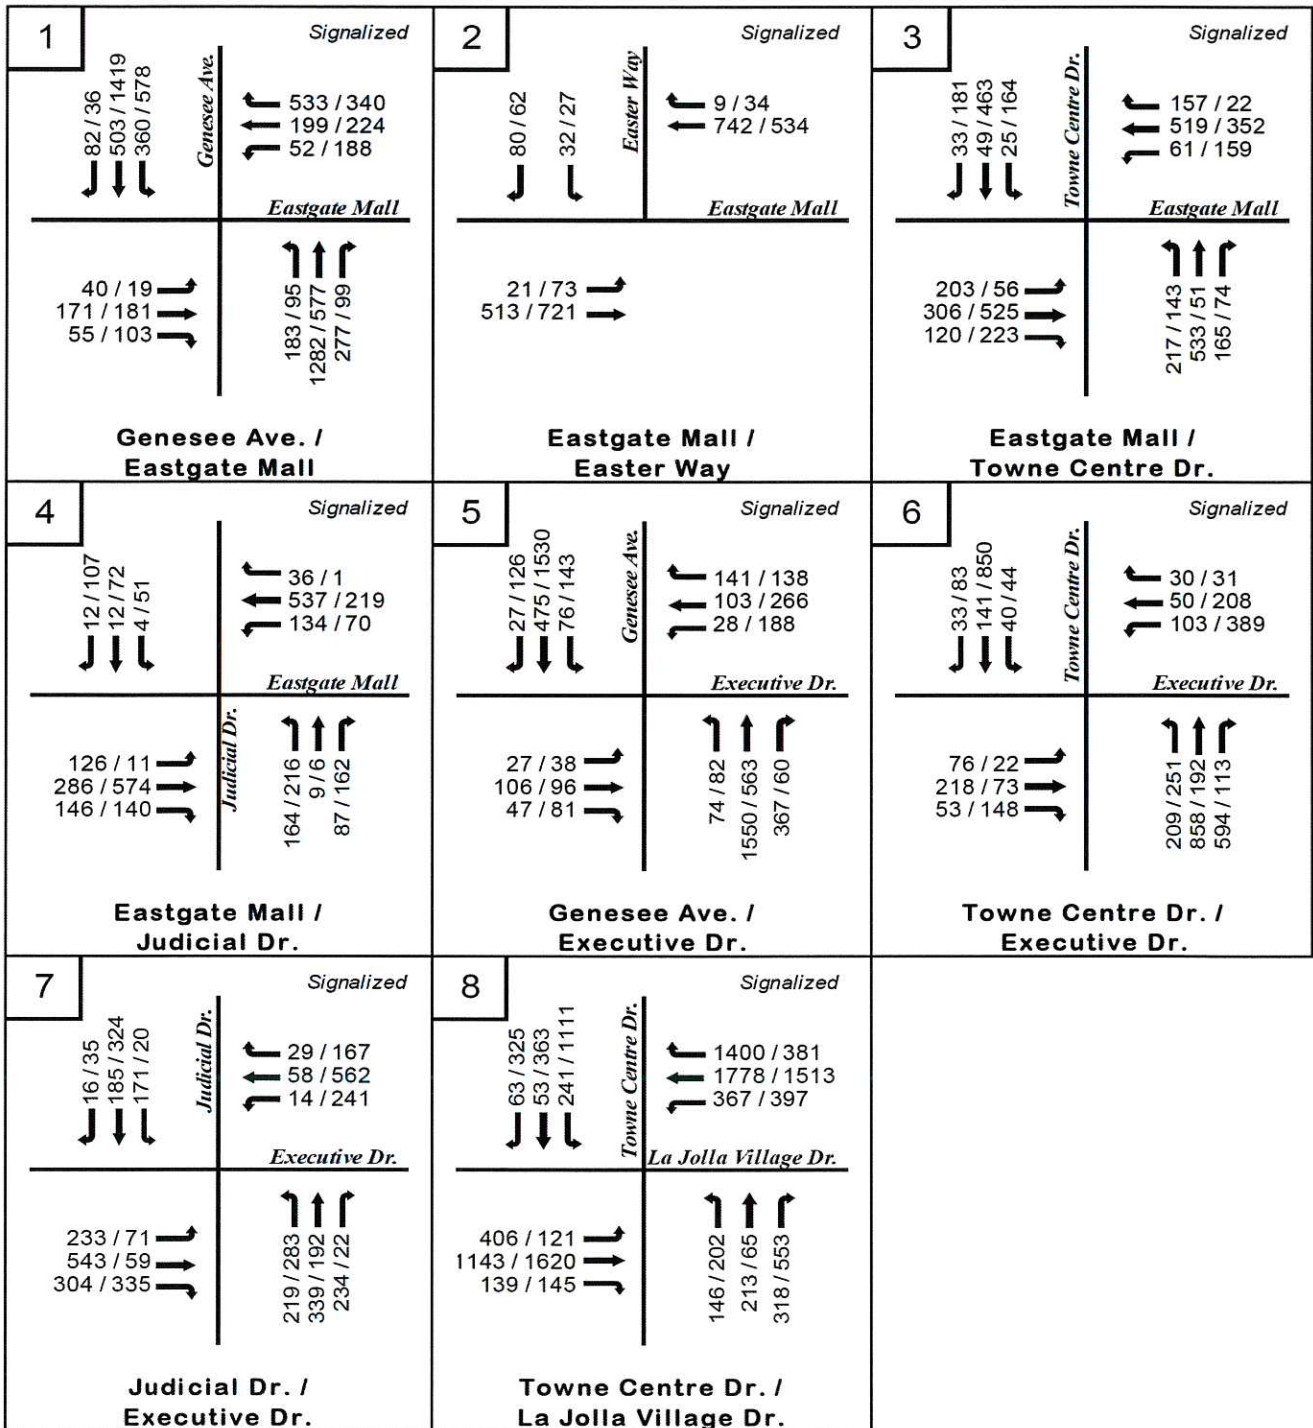 1
Signalized
82 / 36
503 / 1419
360 / 578
Genesee Ave.
533 / 340
199 / 224
52 / 188
Eastgate Mall
40 / 19
171 / 181
55 / 103
183 / 95
1282 / 577
277 / 99
Genesee Ave. /
Eastgate Mall
2
Signalized
80 / 62
32 / 27
Easter Way
9 / 34
742 / 534
Eastgate Mall
21 / 73
513 / 721
Eastgate Mall /
Easter Way
3
Signalized
33 / 181
49 / 463
25 / 164
Towne Centre Dr.
157 / 22
519 / 352
61 / 159
Eastgate Mall
203 / 56
306 / 525
120 / 223
217 / 143
533 / 51
165 / 74
Eastgate Mall /
Towne Centre Dr.
4
Signalized
12 / 107
12 / 72
4 / 51
36 / 1
537 / 219
134 / 70
Eastgate Mall
126 / 11
286 / 574
146 / 140
Judicial Dr.
164 / 216
9 / 6
87 / 162
Eastgate Mall /
Judicial Dr.
5
Signalized
27 / 126
475 / 1530
76 / 143
Genesee Ave.
141 / 138
103 / 266
28 / 188
Executive Dr.
27 / 38
106 / 96
47 / 81
74 / 82
1550 / 563
367 / 60
Genesee Ave. /
Executive Dr.
6
Signalized
33 / 83
141 / 850
40 / 44
Towne Centre Dr.
30 / 31
50 / 208
103 / 389
Executive Dr.
76 / 22
218 / 73
53 / 148
209 / 251
858 / 192
594 / 113
Towne Centre Dr. /
Executive Dr.
7
Signalized
16 / 35
185 / 324
171 / 20
Judicial Dr.
29 / 167
58 / 562
14 / 241
Executive Dr.
233 / 71
543 / 59
304 / 335
219 / 283
339 / 192
234 / 22
Judicial Dr. /
Executive Dr.
8
Signalized
63 / 325
53 / 363
241 / 1111
Towne Centre Dr.
1400 / 381
1778 / 1513
367 / 397
La Jolla Village Dr.
406 / 121
1143 / 1620
139 / 145
146 / 202
213 / 65
318 / 553
Towne Centre Dr. /
La Jolla Village Dr.